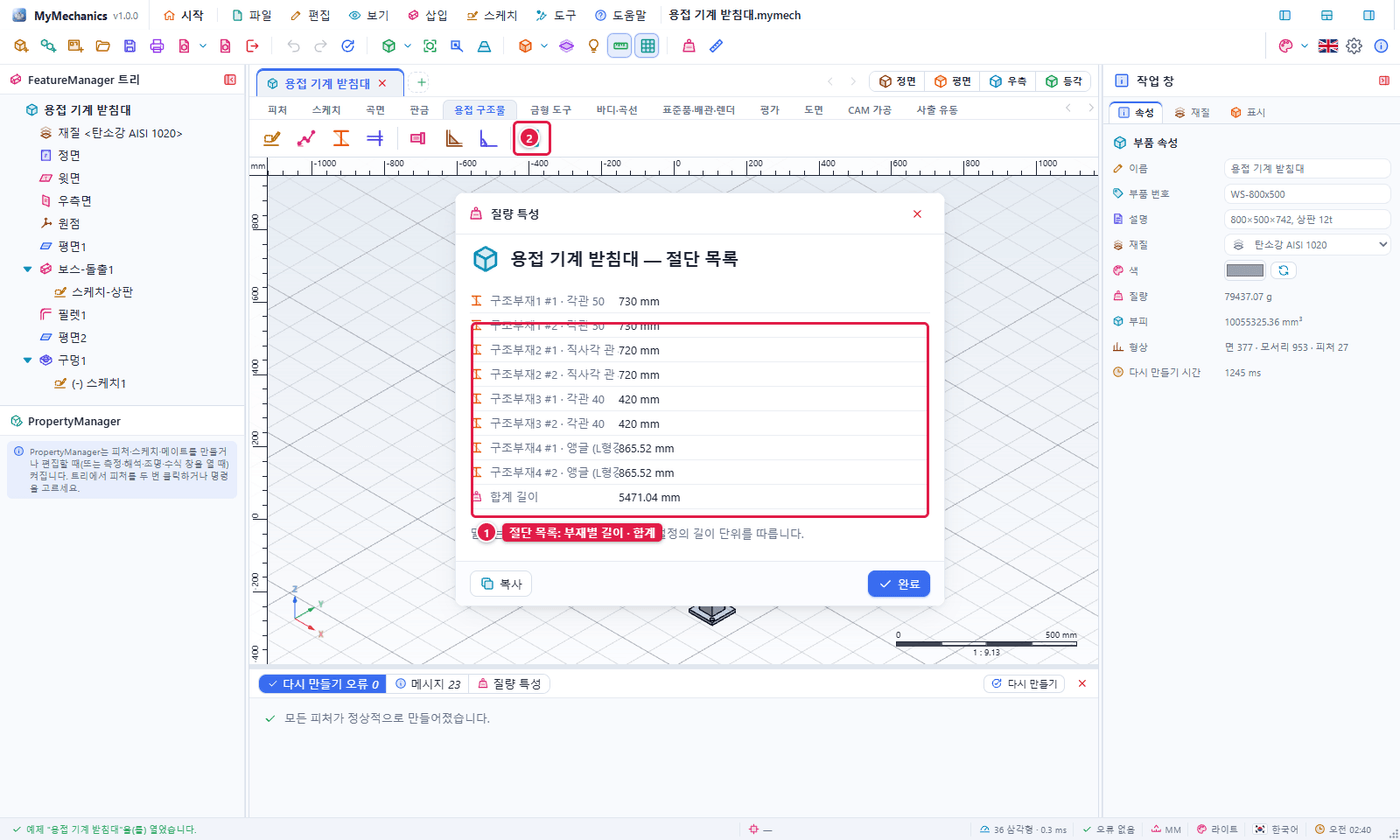 MyMechanics v1.0.0
시작
파일
편집
보기
삽입
스케치
도구
도움말
용접 기계 받침대.mymech
FeatureManager 트리
용접 기계 받침대
재질 <탄소강 AISI 1020>
정면
윗면
우측면
원점
평면1
보스-돌출1
스케치-상판
필렛1
평면2
구멍1
(-) 스케치1
PropertyManager
PropertyManager는 피처·스케치·메이트를 만들거
나 편집할 때(또는 측정·해석·조명·수식 창을 열 때)
켜집니다. 트리에서 피처를 두 번 클릭하거나 명령
을 고르세요.
용접 기계 받침대
정면
평면
우측
등각
피처
스케치
곡면
판금
용접 구조물
금형 도구
바디·곡선
표준품·배관·렌더
평가
도면
CAM 가공
사출 유동
2
mm
-1000
-800
-600
-400
-200
0
200
400
600
800
1000
800
600
400
200
0
-200
-400
질량 특성
용접 기계 받침대 — 절단 목록
구조부재1 #1 · 각관 50 730 mm
구조부재1 #2 · 각관 50 730 mm
구조부재2 #1 · 직사각 관 720 mm
구조부재2 #2 · 직사각 관 720 mm
구조부재3 #1 · 각관 40 420 mm
구조부재3 #2 · 각관 40 420 mm
구조부재4 #1 · 앵글 (L형강 865.52 mm
구조부재4 #2 · 앵글 (L형강 865.52 mm
합계 길이 5471.04 mm
1 절단 목록: 부재별 길이 · 합계
설정의 길이 단위를 따릅니다.
복사
완료
Z
Y
X
0 500 mm
1 : 9.13
다시 만들기 오류 0
메시지 23
질량 특성
다시 만들기
모든 피처가 정상적으로 만들어졌습니다.
작업 창
속성
재질
표시
부품 속성
이름 용접 기계 받침대
부품 번호 WS-800x500
설명 800×500×742, 상판 12t
재질 탄소강 AISI 1020
색
질량 79437.07 g
부피 10055325.36 mm³
형상 면 377 · 모서리 953 · 피처 27
다시 만들기 시간 1245 ms
예제 "용접 기계 받침대"을(를) 열었습니다.
—
36 삼각형 · 0.3 ms
오류 없음
MM
라이트
한국어
오전 02:40